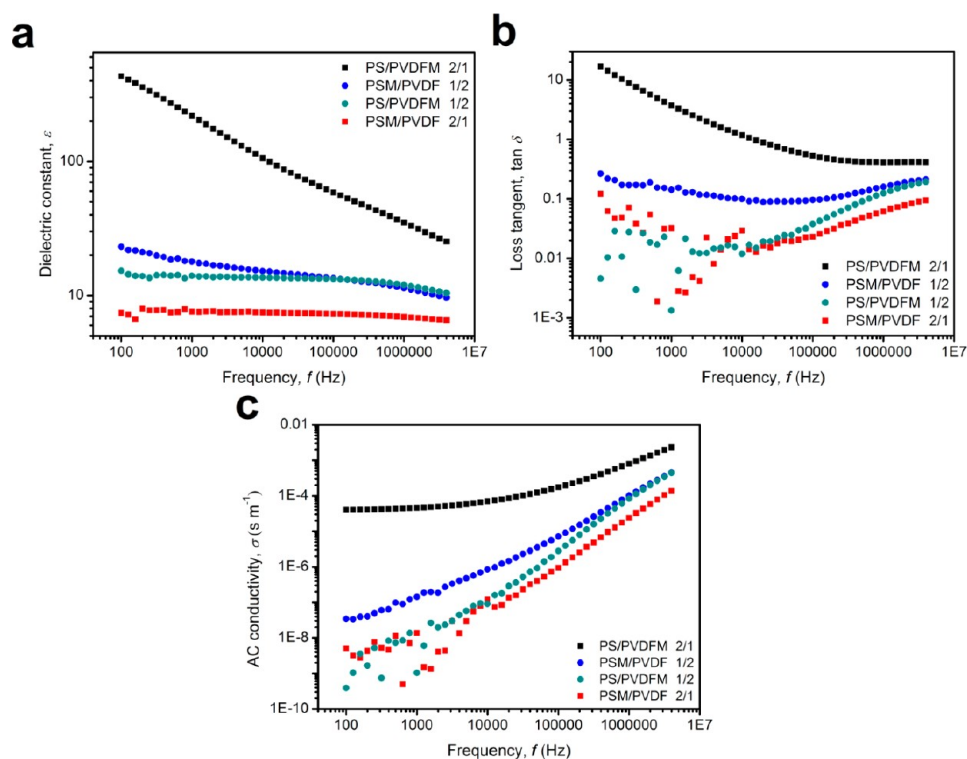 a
PS/PVDFM 2/1
PSM/PVDF 1/2
PS/PVDFM 1/2
PSM/PVDF 2/1
Dielectric constant, ε
100
10
100 1000 10000 100000 1000000 1E7
Frequency, f (Hz)
b
Loss tangent, tan δ
10
1
0.1
0.01
1E-3
PS/PVDFM 2/1
PSM/PVDF 1/2
PS/PVDFM 1/2
PSM/PVDF 2/1
100 1000 10000 100000 1000000 1E7
Frequency, f (Hz)
c
AC conductivity, σ (s m⁻¹)
0.01
1E-4
1E-6
1E-8
1E-10
PS/PVDFM 2/1
PSM/PVDF 1/2
PS/PVDFM 1/2
PSM/PVDF 2/1
100 1000 10000 100000 1000000 1E7
Frequency, f (Hz)